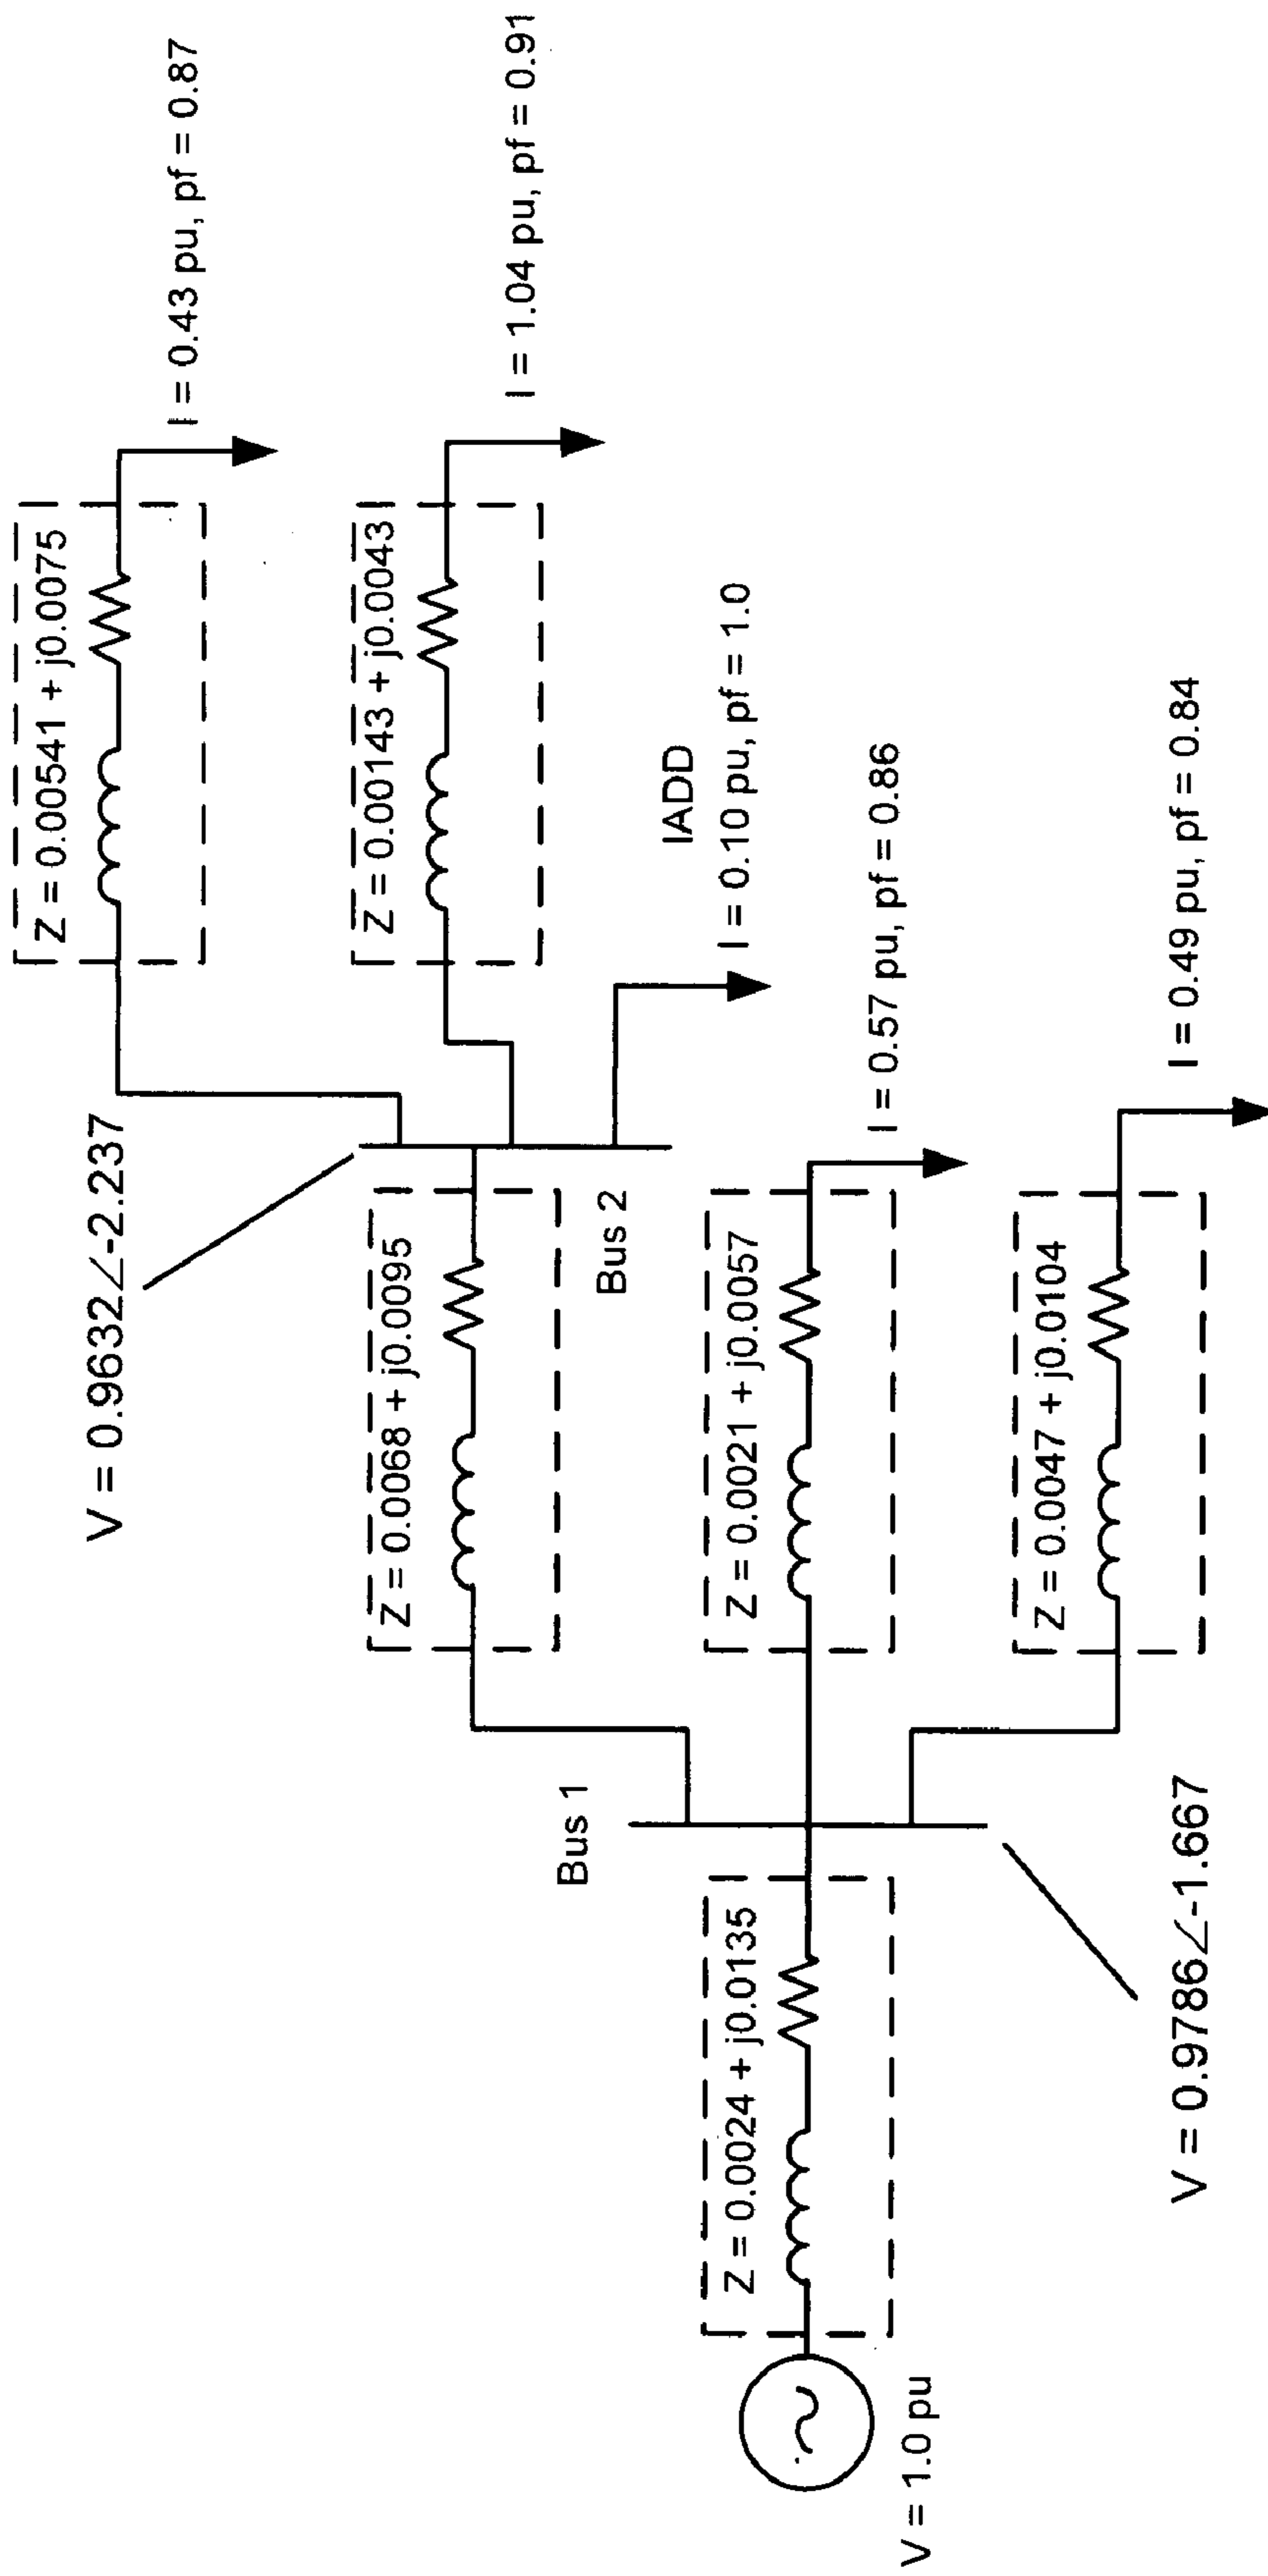 Z = 0.00541 + j0.0075
I = 0.43 pu, pf = 0.87
V = 0.9632∠-2.237
Z = 0.00143 + j0.0043
I = 1.04 pu, pf = 0.91
Z = 0.0068 + j0.0095
Bus 2
IADD
I = 0.10 pu, pf = 1.0
Bus 1
Z = 0.0024 + j0.0135
Z = 0.0021 + j0.0057
I = 0.57 pu, pf = 0.86
V = 1.0 pu
Z = 0.0047 + j0.0104
I = 0.49 pu, pf = 0.84
V = 0.9786∠-1.667